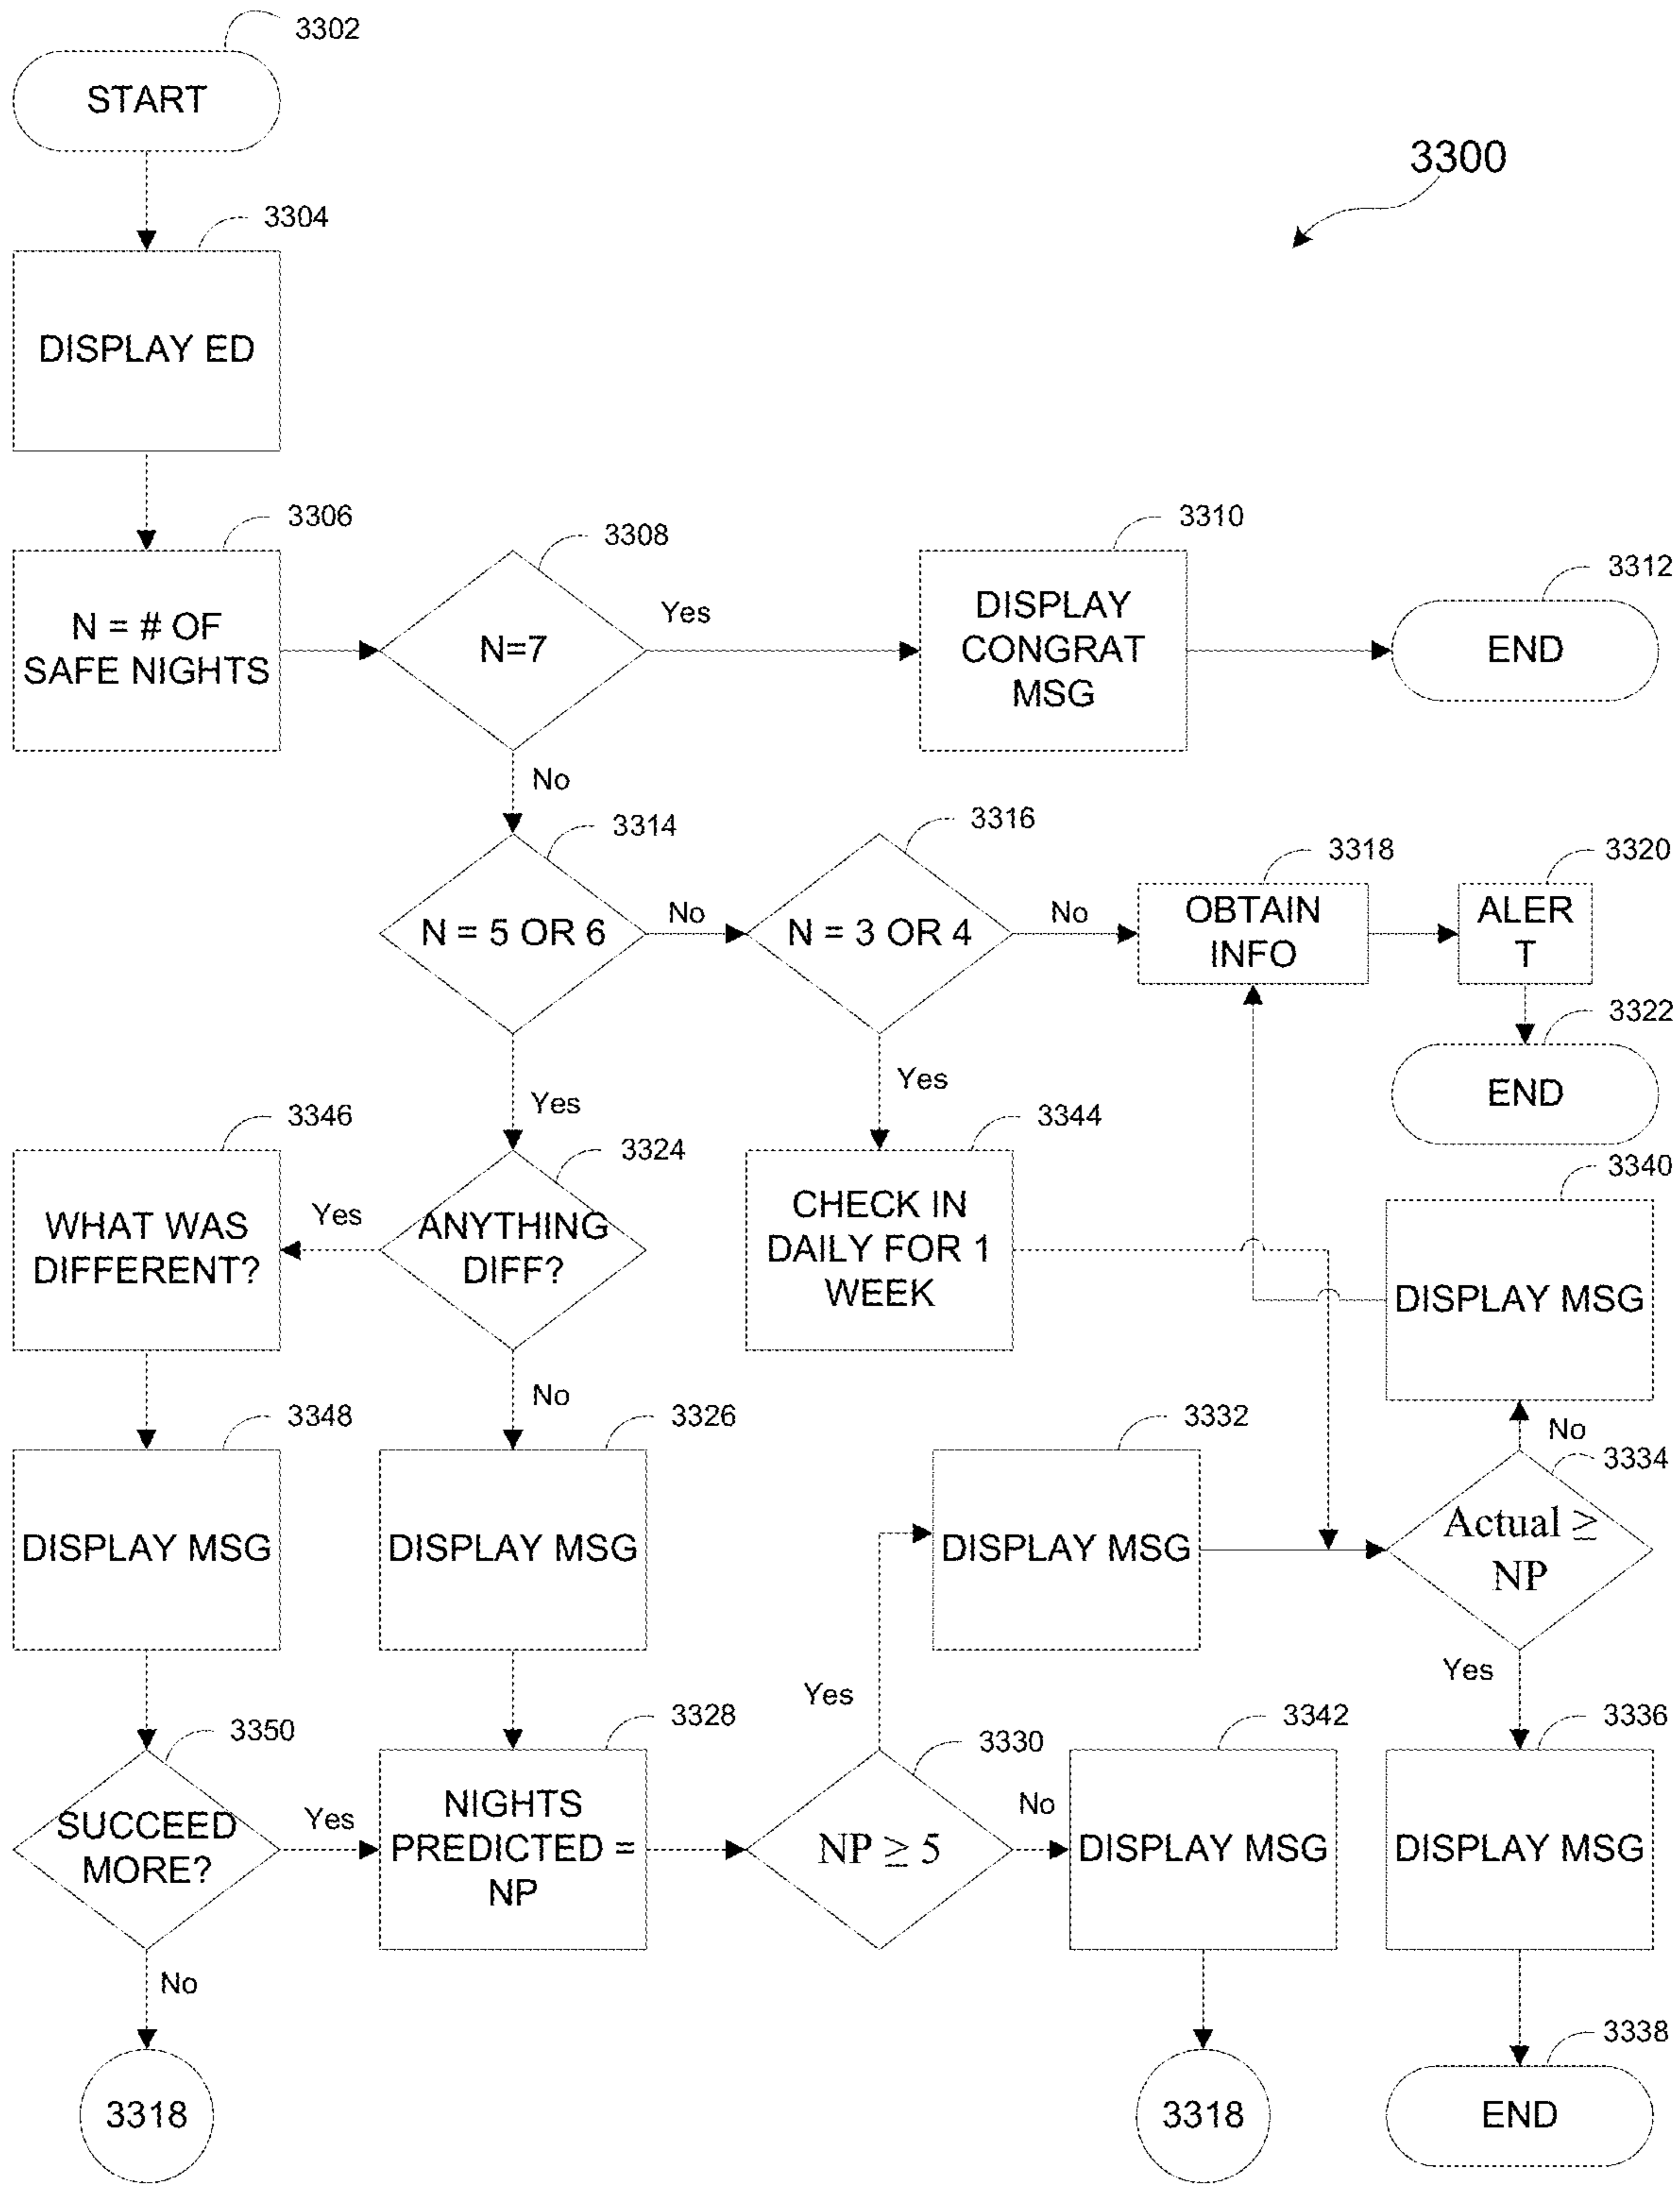 3302
START
3300
3304
DISPLAY ED
3306
N = # OF
SAFE NIGHTS
3308
N=7
Yes
3310
DISPLAY
CONGRAT
MSG
3312
END
No
3314
N = 5 OR 6
No
3316
N = 3 OR 4
No
3318
OBTAIN
INFO
3320
ALER
T
3322
END
Yes
Yes
3346
WHAT WAS
DIFFERENT?
Yes
3324
ANYTHING
DIFF?
3344
CHECK IN
DAILY FOR 1
WEEK
3340
DISPLAY MSG
No
No
3348
DISPLAY MSG
3326
DISPLAY MSG
3332
DISPLAY MSG
3334
Actual ≥
NP
Yes
Yes
3350
SUCCEED
MORE?
Yes
3328
NIGHTS
PREDICTED =
NP
3330
NP ≥ 5
No
3342
DISPLAY MSG
3336
DISPLAY MSG
No
3318
3318
3338
END